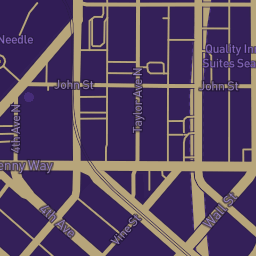 Needle
Quality In
Suites Sea
John St
John St
Taylor Ave N
4th Ave N
enny Way
4th Ave
Vine St
Wall St